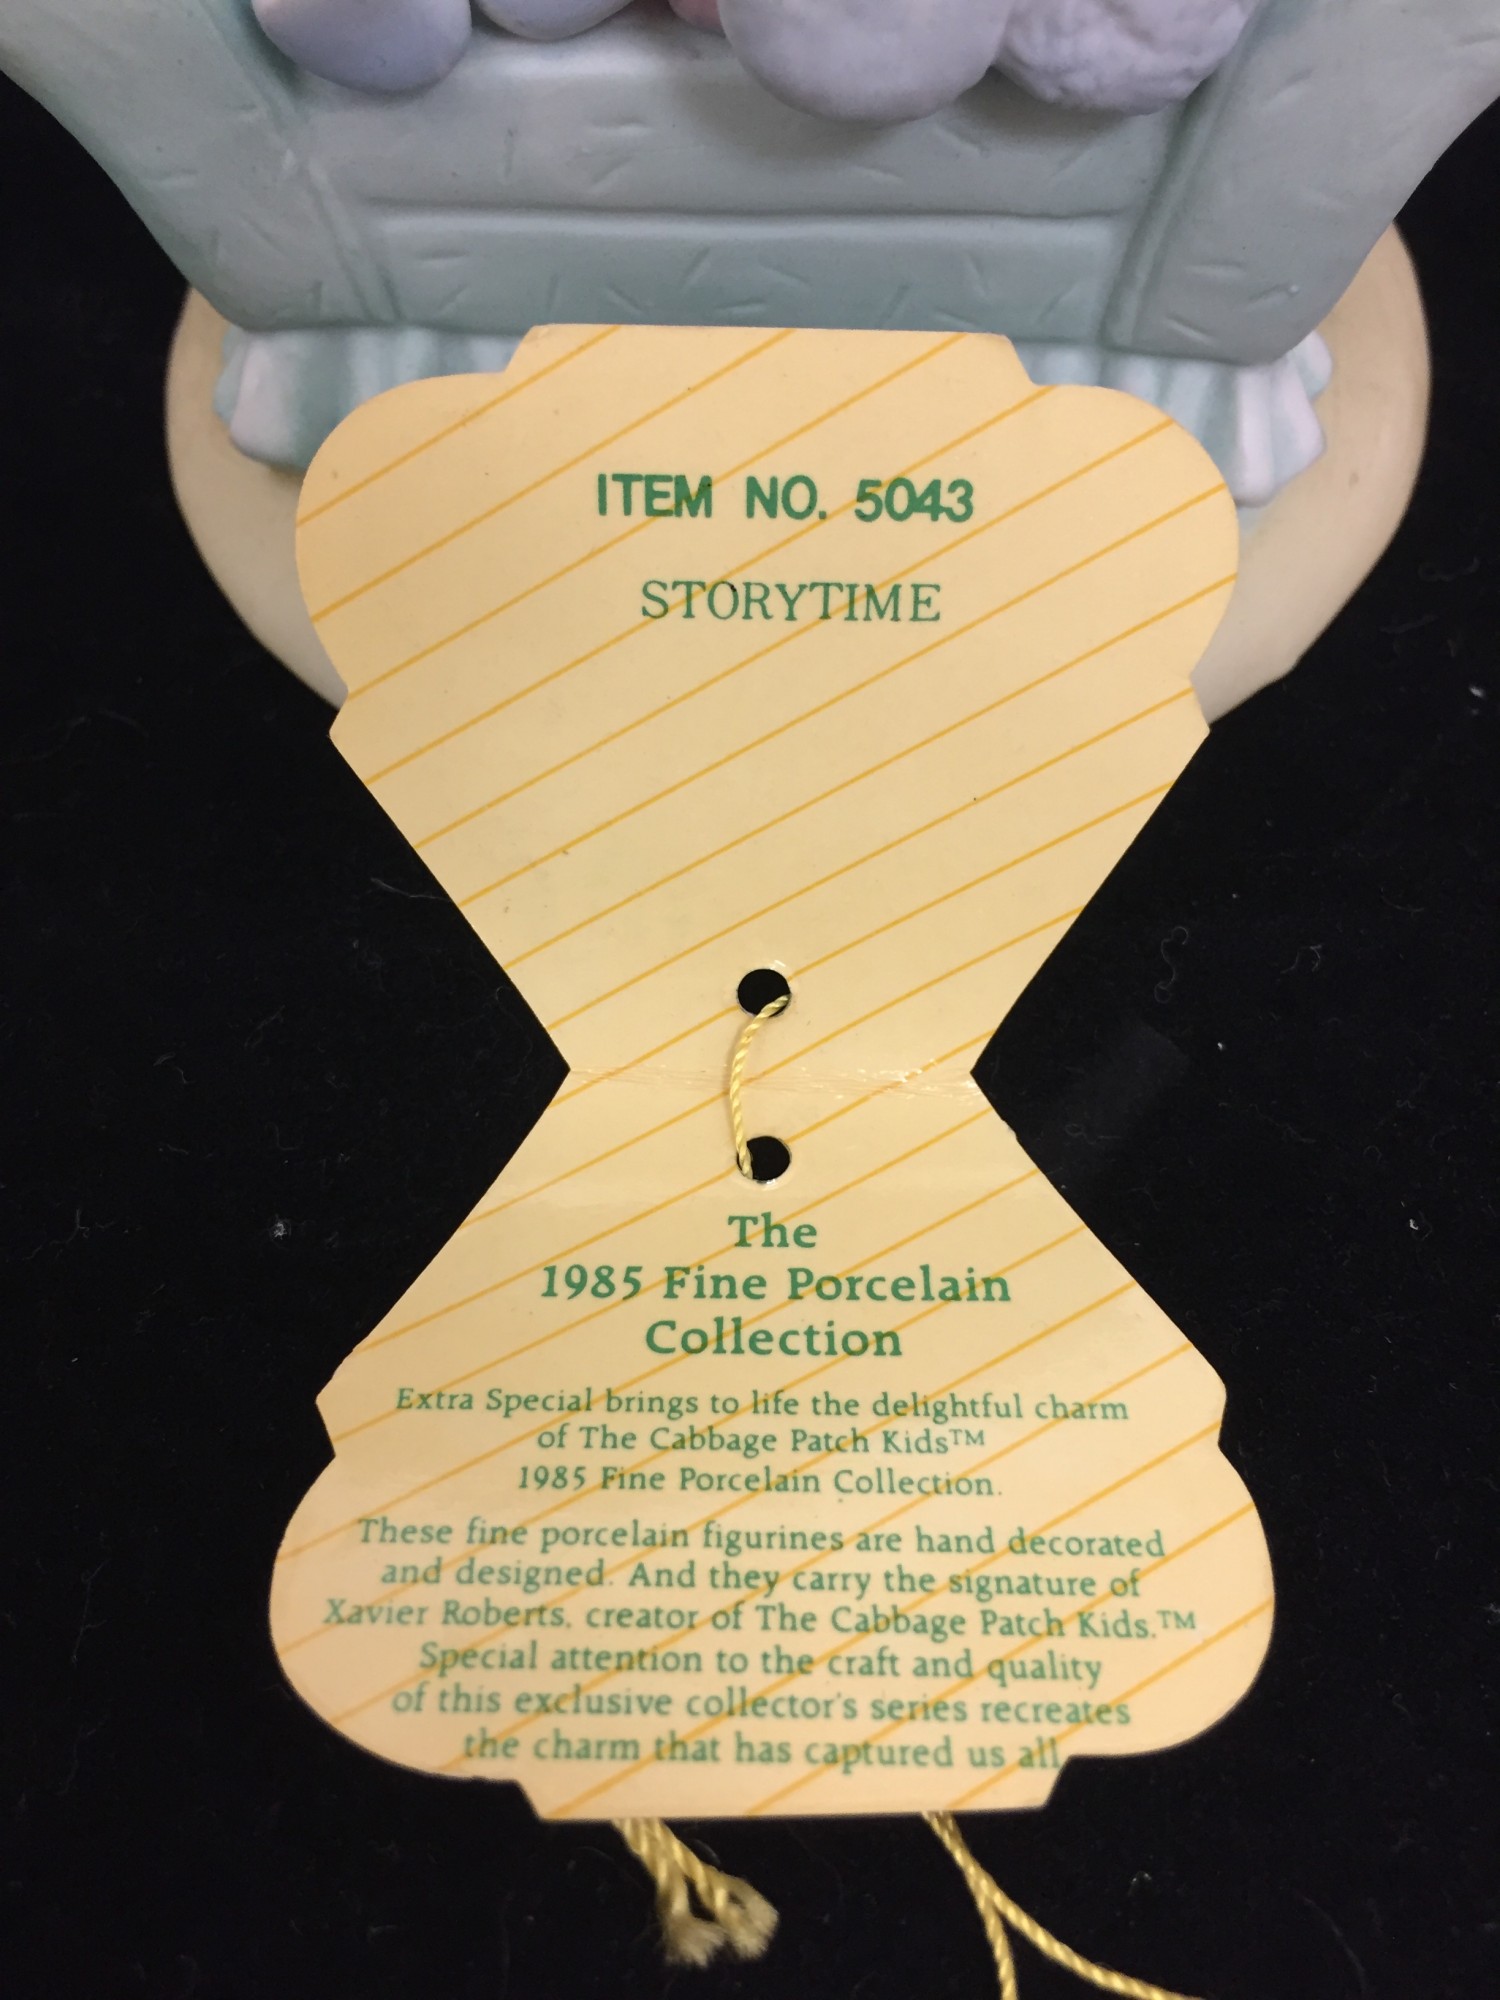 ITEM NO. 5043
STORYTIME
The
1985 Fine Porcelain
Collection
Extra Special brings to life the delightful charm
of The Cabbage Patch Kids™
1985 Fine Porcelain Collection.
These fine porcelain figurines are hand decorated
and designed. And they carry the signature of
Xavier Roberts, creator of The Cabbage Patch Kids.™
Special attention to the craft and quality
of this exclusive collector's series recreates
the charm that has captured us all.